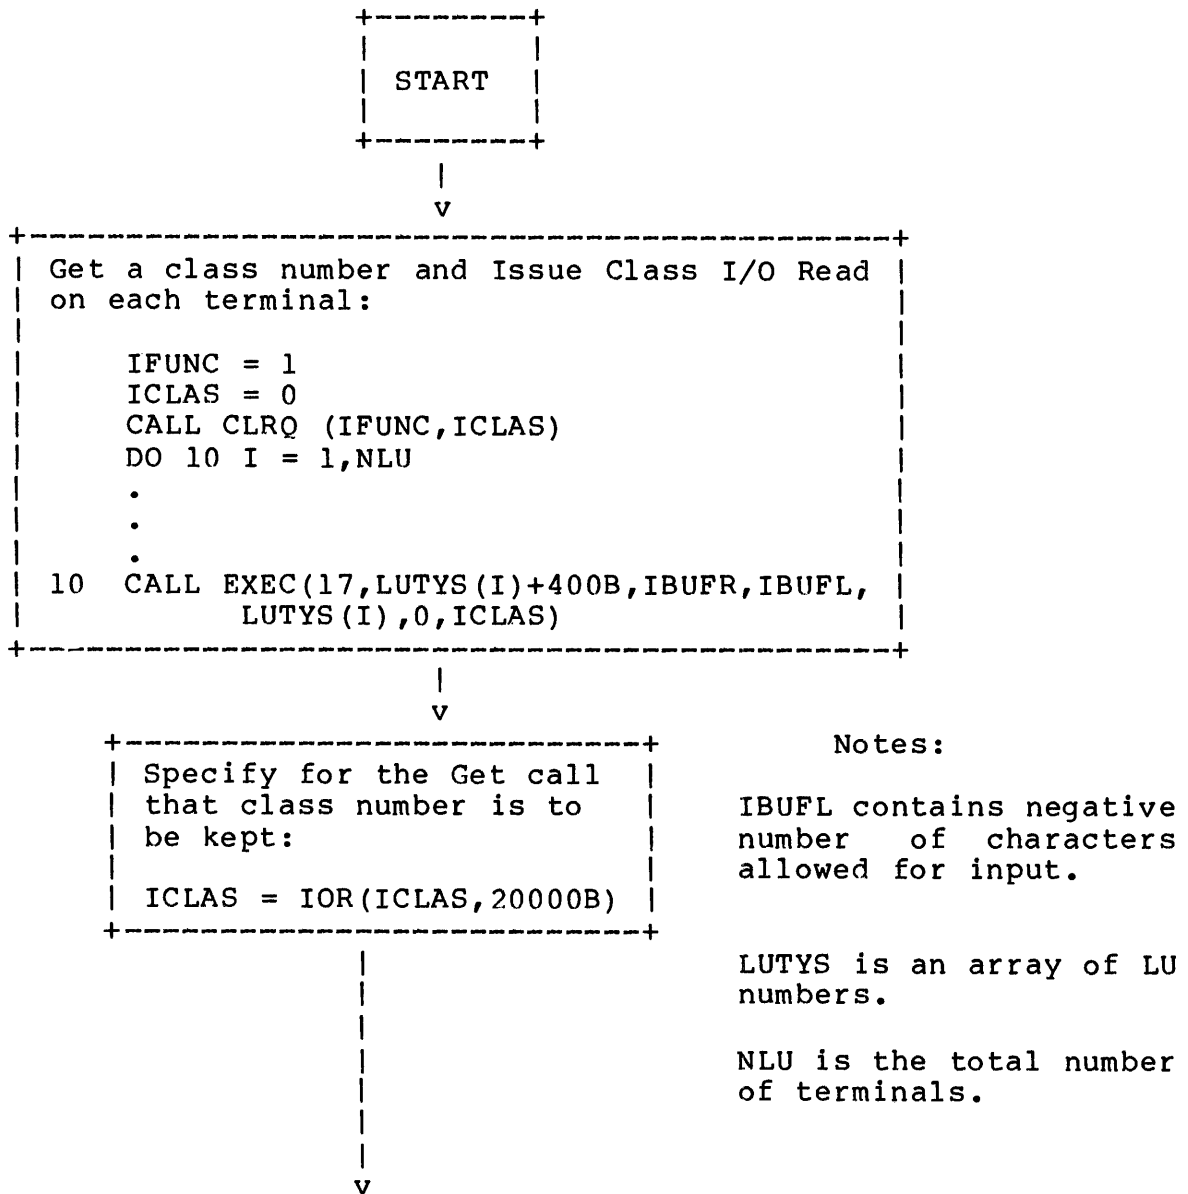 START
v
Get a class number and Issue Class I/O Read
on each terminal:
IFUNC = 1
ICLAS = 0
CALL CLRQ (IFUNC,ICLAS)
DO 10 I = 1,NLU
.
.
.
10 CALL EXEC(17,LUTYS(I)+400B,IBUFR,IBUFL,
LUTYS(I),0,ICLAS)
v
Specify for the Get call
that class number is to
be kept:
ICLAS = IOR(ICLAS,20000B)
Notes:
IBUFL contains negative
number of characters
allowed for input.
LUTYS is an array of LU
numbers.
NLU is the total number
of terminals.
v